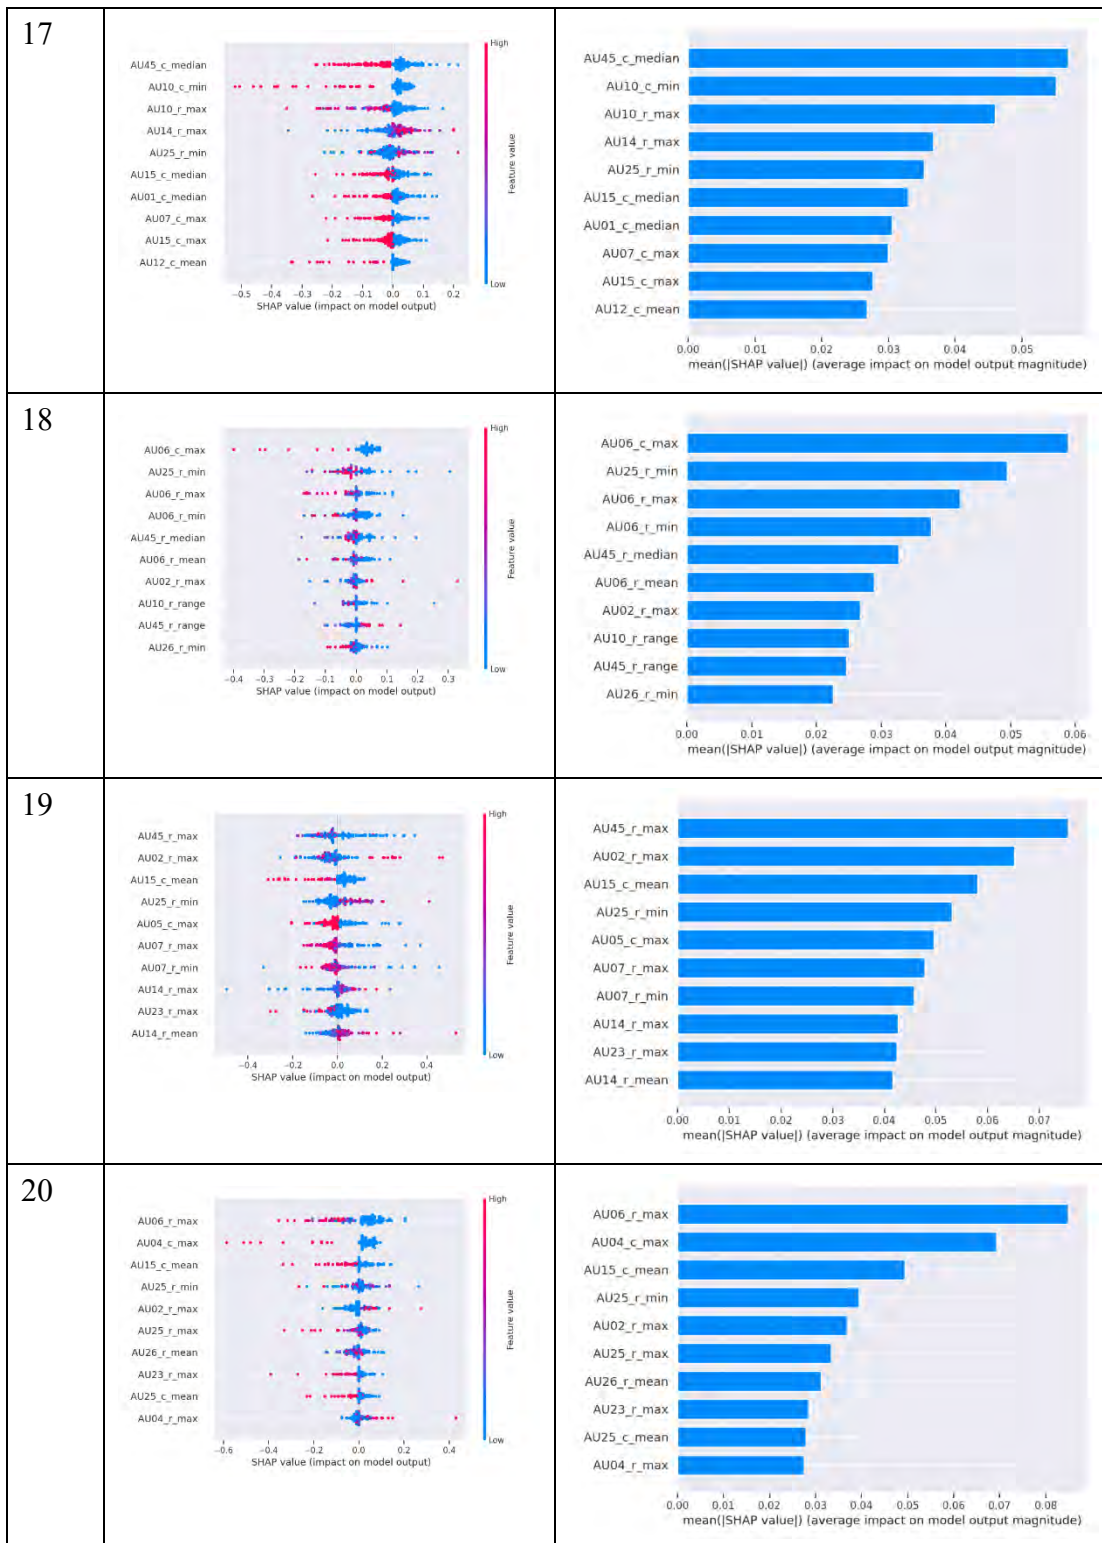 17
High
AU45_c_median
AU10_c_min
AU10_r_max
AU14_r_max
AU25_r_min
AU15_c_median
AU01_c_median
AU07_c_max
AU15_c_max
AU12_c_mean
Feature value
Low
−0.5 −0.4 −0.3 −0.2 −0.1 0.0 0.1 0.2
SHAP value (impact on model output)
AU45_c_median
AU10_c_min
AU10_r_max
AU14_r_max
AU25_r_min
AU15_c_median
AU01_c_median
AU07_c_max
AU15_c_max
AU12_c_mean
0.00 0.01 0.02 0.03 0.04 0.05
mean(|SHAP value|) (average impact on model output magnitude)
18
High
AU06_c_max
AU25_r_min
AU06_r_max
AU06_r_min
AU45_r_median
AU06_r_mean
AU02_r_max
AU10_r_range
AU45_r_range
AU26_r_min
Feature value
Low
−0.4 −0.3 −0.2 −0.1 0.0 0.1 0.2 0.3
SHAP value (impact on model output)
AU06_c_max
AU25_r_min
AU06_r_max
AU06_r_min
AU45_r_median
AU06_r_mean
AU02_r_max
AU10_r_range
AU45_r_range
AU26_r_min
0.00 0.01 0.02 0.03 0.04 0.05 0.06
mean(|SHAP value|) (average impact on model output magnitude)
19
High
AU45_r_max
AU02_r_max
AU15_c_mean
AU25_r_min
AU05_c_max
AU07_r_max
AU07_r_min
AU14_r_max
AU23_r_max
AU14_r_mean
Feature value
Low
−0.4 −0.2 0.0 0.2 0.4
SHAP value (impact on model output)
AU45_r_max
AU02_r_max
AU15_c_mean
AU25_r_min
AU05_c_max
AU07_r_max
AU07_r_min
AU14_r_max
AU23_r_max
AU14_r_mean
0.00 0.01 0.02 0.03 0.04 0.05 0.06 0.07
mean(|SHAP value|) (average impact on model output magnitude)
20
High
AU06_r_max
AU04_c_max
AU15_c_mean
AU25_r_min
AU02_r_max
AU25_r_max
AU26_r_mean
AU23_r_max
AU25_c_mean
AU04_r_max
Feature value
Low
−0.6 −0.4 −0.2 0.0 0.2 0.4
SHAP value (impact on model output)
AU06_r_max
AU04_c_max
AU15_c_mean
AU25_r_min
AU02_r_max
AU25_r_max
AU26_r_mean
AU23_r_max
AU25_c_mean
AU04_r_max
0.00 0.01 0.02 0.03 0.04 0.05 0.06 0.07 0.08
mean(|SHAP value|) (average impact on model output magnitude)